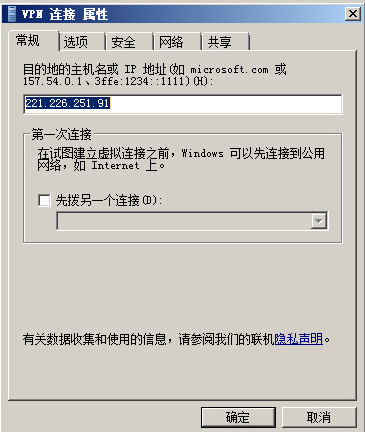 VPN 连接 属性
常规 选项 安全 网络 共享
目的地的主机名或 IP 地址(如 microsoft.com 或
157.54.0.1、3ffe:1234::1111)(H):
221.226.251.91
第一次连接
在试图建立虚拟连接之前，Windows 可以先连接到公用
网络，如 Internet 上。
先拨另一个连接(D):
有关数据收集和使用的信息，请参阅我们的联机隐私声明。
确定 取消